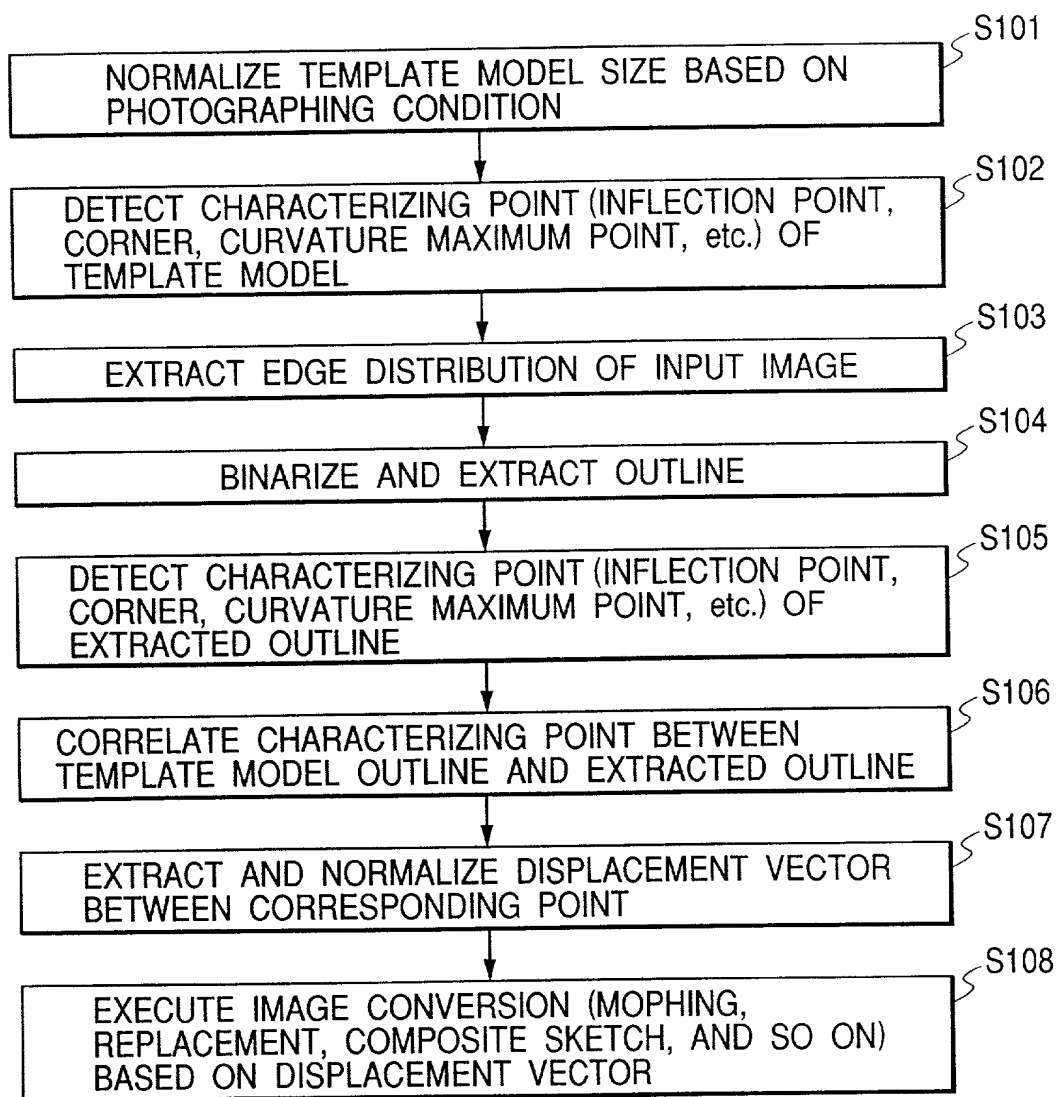 S101
NORMALIZE TEMPLATE MODEL SIZE BASED ON
PHOTOGRAPHING CONDITION
S102
DETECT CHARACTERIZING POINT (INFLECTION POINT,
CORNER, CURVATURE MAXIMUM POINT, etc.) OF
TEMPLATE MODEL
S103
EXTRACT EDGE DISTRIBUTION OF INPUT IMAGE
S104
BINARIZE AND EXTRACT OUTLINE
S105
DETECT CHARACTERIZING POINT (INFLECTION POINT,
CORNER, CURVATURE MAXIMUM POINT, etc.) OF
EXTRACTED OUTLINE
S106
CORRELATE CHARACTERIZING POINT BETWEEN
TEMPLATE MODEL OUTLINE AND EXTRACTED OUTLINE
S107
EXTRACT AND NORMALIZE DISPLACEMENT VECTOR
BETWEEN CORRESPONDING POINT
S108
EXECUTE IMAGE CONVERSION (MOPHING,
REPLACEMENT, COMPOSITE SKETCH, AND SO ON)
BASED ON DISPLACEMENT VECTOR